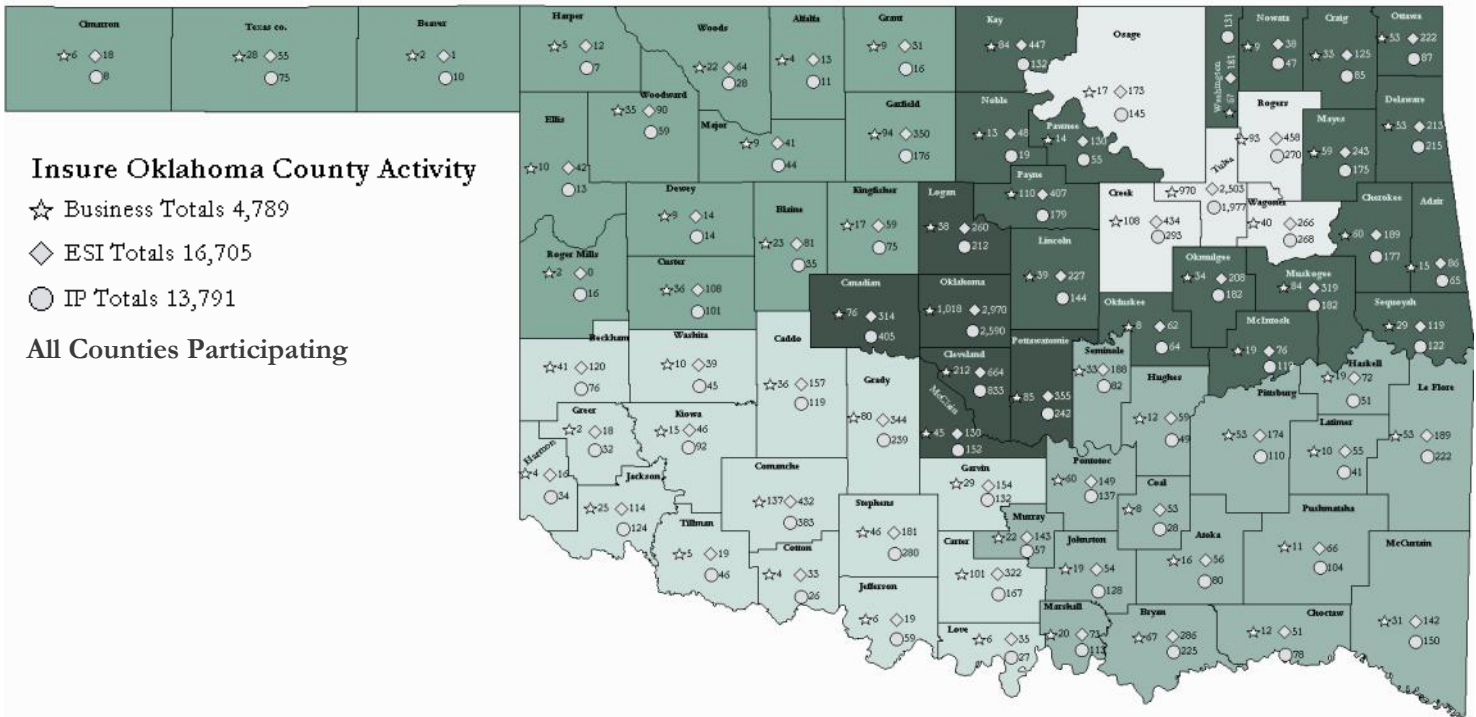 Insure Oklahoma County Activity
Business Totals 4,789
ESI Totals 16,705
IP Totals 13,791
All Counties Participating
Cimarron
6 18
8
Texas co.
28 55
75
Beaver
2 1
10
Harper
5 12
7
Woods
22 64
28
Alfalfa
4 13
11
Grant
9 31
16
Kay
84 447
132
Osage
17 173
145
Washington
67 181
131
Nowata
9 38
47
Craig
33 125
85
Ottawa
53 222
87
Ellis
10 42
13
Woodward
35 90
59
Major
9 41
44
Garfield
94 350
176
Noble
13 48
19
Pawnee
14 130
55
Rogers
93 458
270
Mayes
59 243
175
Delaware
53 213
215
Roger Mills
2 0
16
Dewey
9 14
14
Custer
36 108
101
Blaine
23 81
35
Kingfisher
17 59
75
Logan
38 260
212
Payne
110 407
179
Creek
108 434
293
Tulsa
970 2,503
1,977
Wagoner
40 266
268
Cherokee
60 189
177
Adair
15 86
65
Canadian
76 314
405
Oklahoma
1,018 2,970
2,590
Lincoln
39 227
144
Okmulgee
34 208
182
Muskogee
84 319
182
Okfuskee
8 62
64
McIntosh
19 76
Sequoyah
29 119
122
Beckham
41 120
76
Washita
10 39
45
Caddo
36 157
119
Grady
80 344
239
Cleveland
212 664
833
McClain
45 130
152
Pottawatomie
85 355
242
Seminole
33 188
82
Hughes
12 59
49
Pittsburg
53 174
110
Haskell
19 72
51
Le Flore
53 189
222
Latimer
10 55
41
Greer
2 18
32
Harmon
4 16
34
Kiowa
15 46
92
Jackson
25 114
124
Comanche
137 432
383
Tillman
5 19
46
Cotton
4 33
26
Stephens
46 181
280
Jefferson
6 19
59
Garvin
29 154
132
Murray
22 143
57
Carter
101 322
167
Love
6 35
27
Pontotoc
60 149
137
Coal
8 53
28
Johnston
19 54
128
Atoka
16 56
80
Pushmataha
11 66
104
McCurtain
31 142
150
Marshall
20 73
Bryan
67 286
225
Choctaw
12 51
78